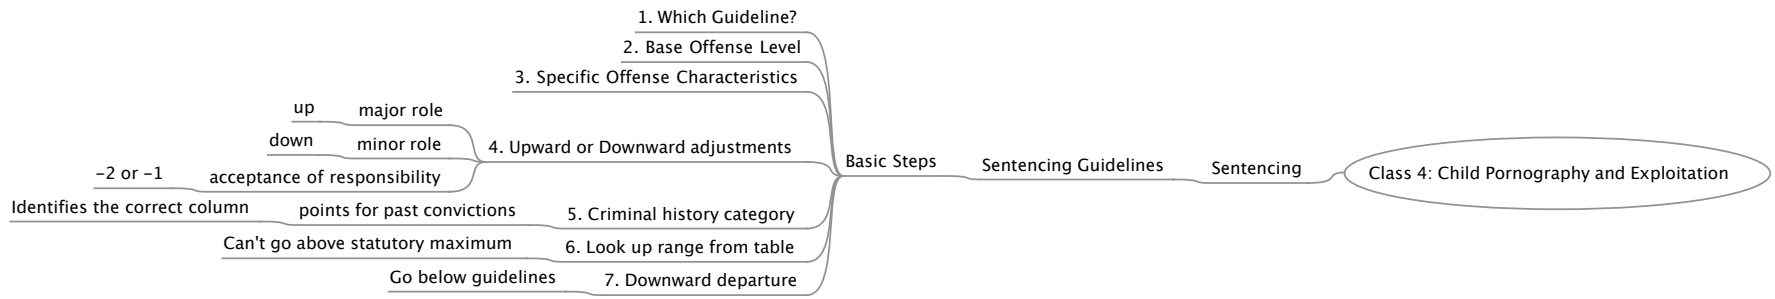 Class 4: Child Pornography and Exploitation
Sentencing
Sentencing Guidelines
Basic Steps
1. Which Guideline?
2. Base Offense Level
3. Specific Offense Characteristics
4. Upward or Downward adjustments
major role
up
minor role
down
acceptance of responsibility
-2 or -1
5. Criminal history category
points for past convictions
Identifies the correct column
6. Look up range from table
Can't go above statutory maximum
7. Downward departure
Go below guidelines